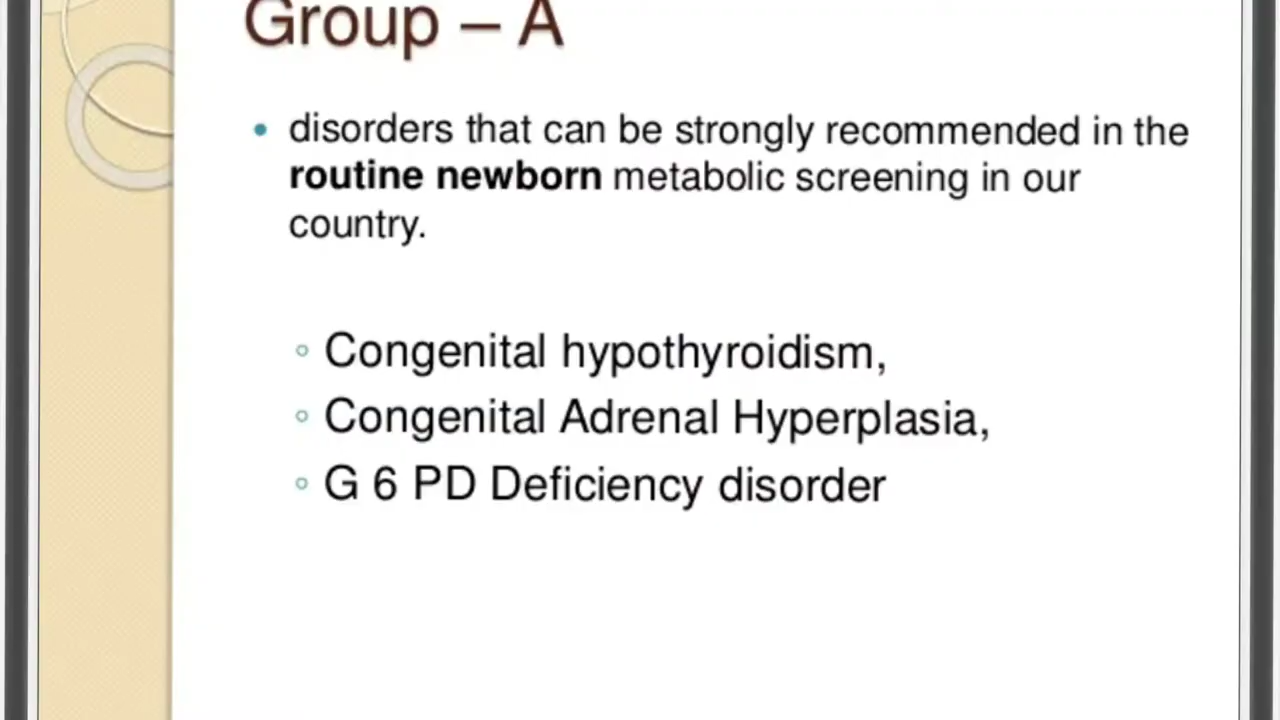 Group – A
• disorders that can be strongly recommended in the
routine newborn metabolic screening in our
country.
◦ Congenital hypothyroidism,
◦ Congenital Adrenal Hyperplasia,
◦ G 6 PD Deficiency disorder